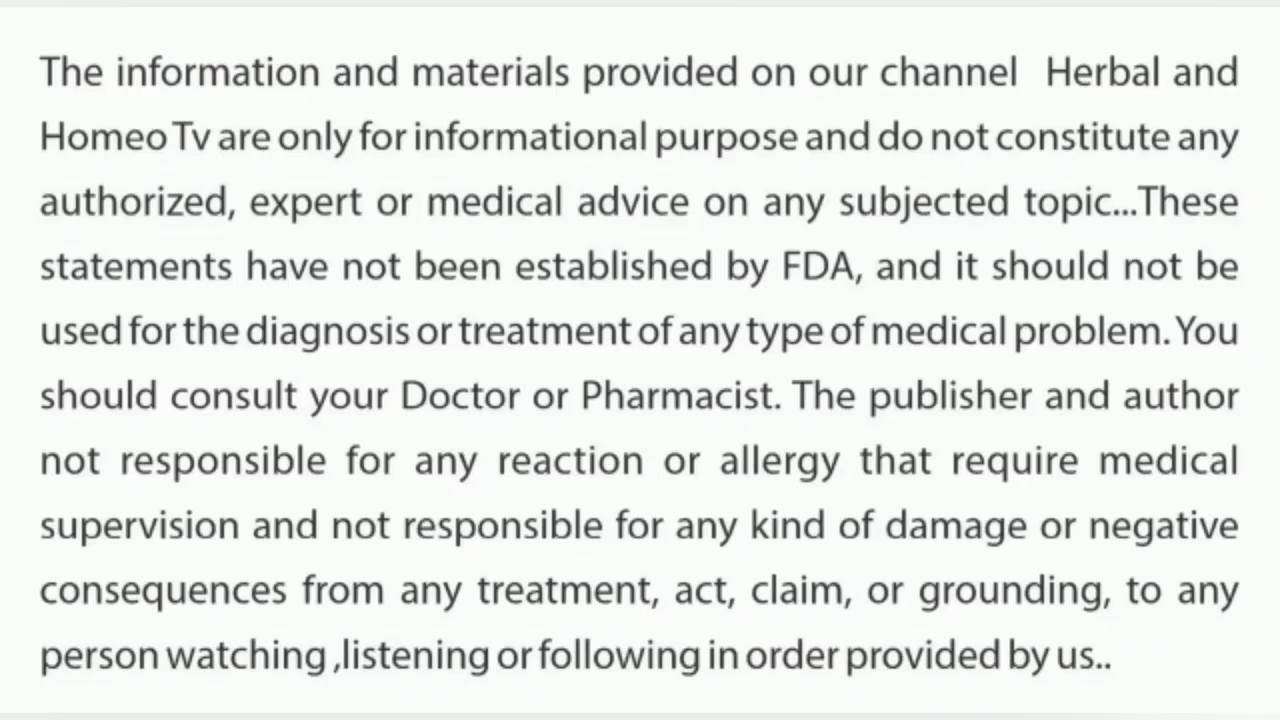 The information and materials provided on our channel Herbal and
Homeo Tv are only for informational purpose and do not constitute any
authorized, expert or medical advice on any subjected topic...These
statements have not been established by FDA, and it should not be
used for the diagnosis or treatment of any type of medical problem. You
should consult your Doctor or Pharmacist. The publisher and author
not responsible for any reaction or allergy that require medical
supervision and not responsible for any kind of damage or negative
consequences from any treatment, act, claim, or grounding, to any
person watching ,listening or following in order provided by us..